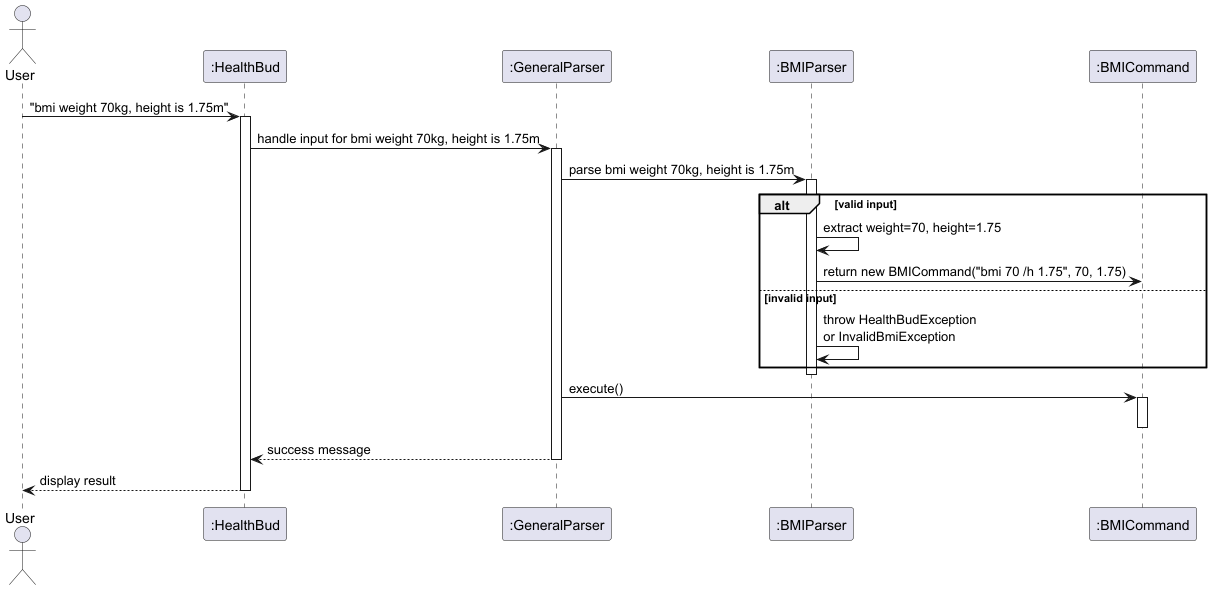 User
:HealthBud
:GeneralParser
:BMIParser
:BMICommand
"bmi weight 70kg, height is 1.75m"
handle input for bmi weight 70kg, height is 1.75m
parse bmi weight 70kg, height is 1.75m
alt
[valid input]
extract weight=70, height=1.75
return new BMICommand("bmi 70 /h 1.75", 70, 1.75)
[invalid input]
throw HealthBudException
or InvalidBmiException
execute()
success message
display result
User
:HealthBud
:GeneralParser
:BMIParser
:BMICommand